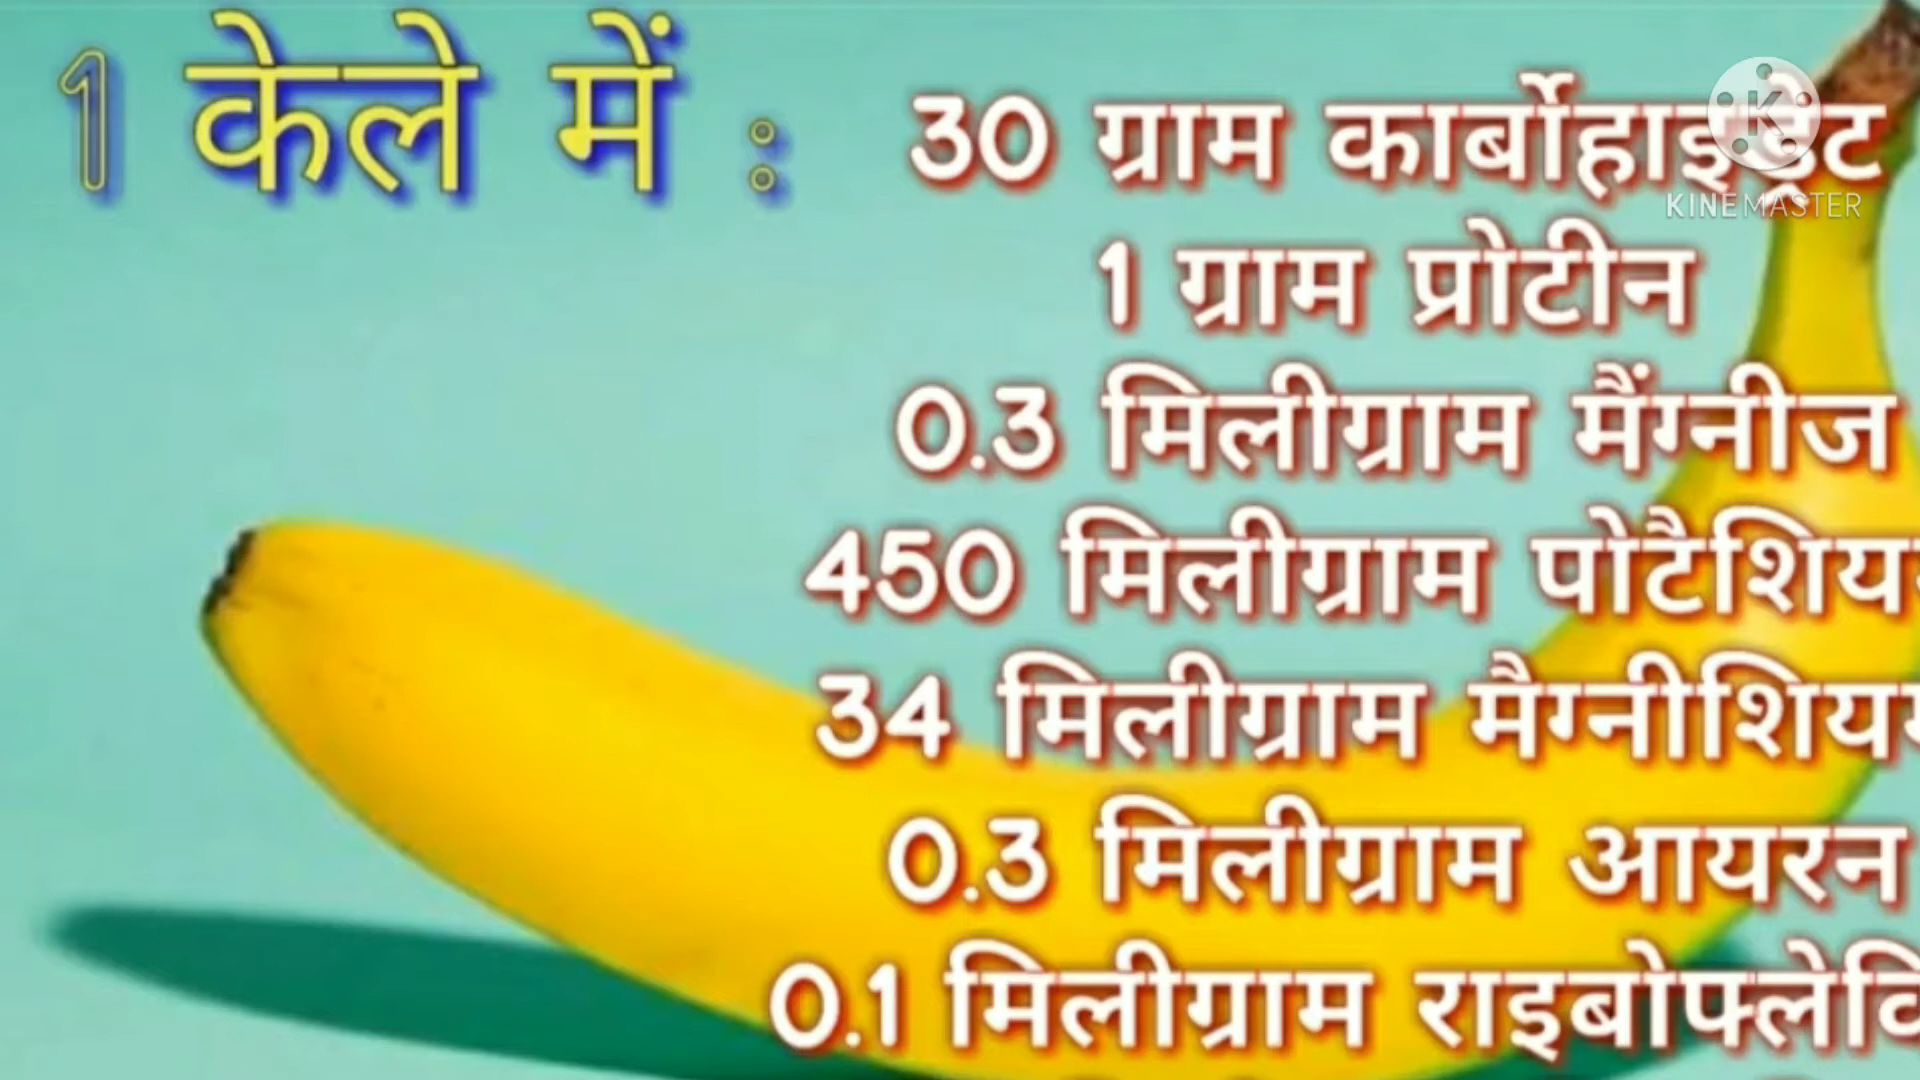 1 केले में :
30 ग्राम कार्बोहाइड्रेट
KINEMASTER
1 ग्राम प्रोटीन
0.3 मिलीग्राम मैंग्नीज
450 मिलीग्राम
34 मिलीग्राम
0.3 मिलीग्राम आयरन
0.1 मिलीग्राम